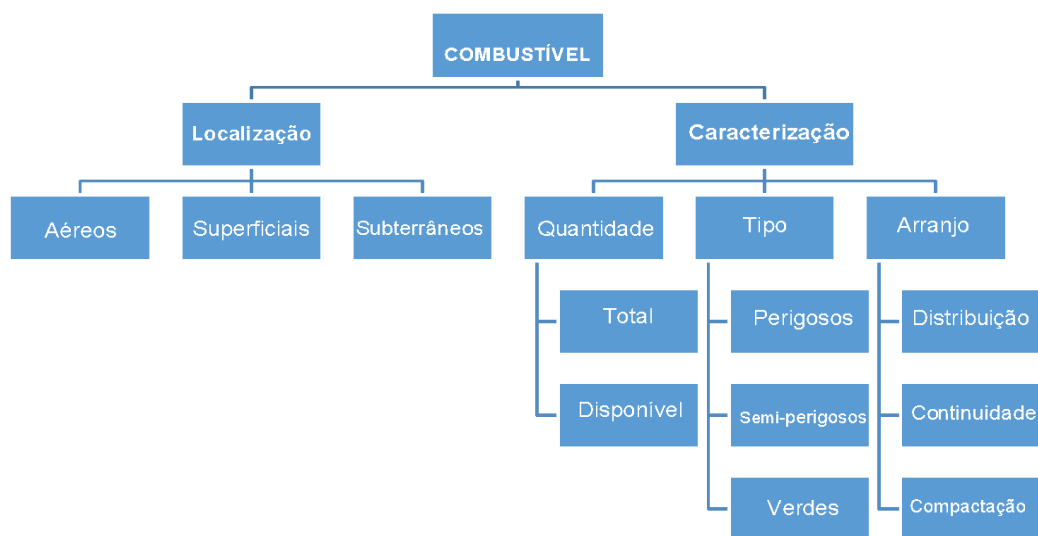 COMBUSTÍVEL
Localização
Caracterização
Aéreos
Superficiais
Subterrâneos
Quantidade
Tipo
Arranjo
Total
Perigosos
Distribuição
Disponível
Semi-perigosos
Continuidade
Verdes
Compactação